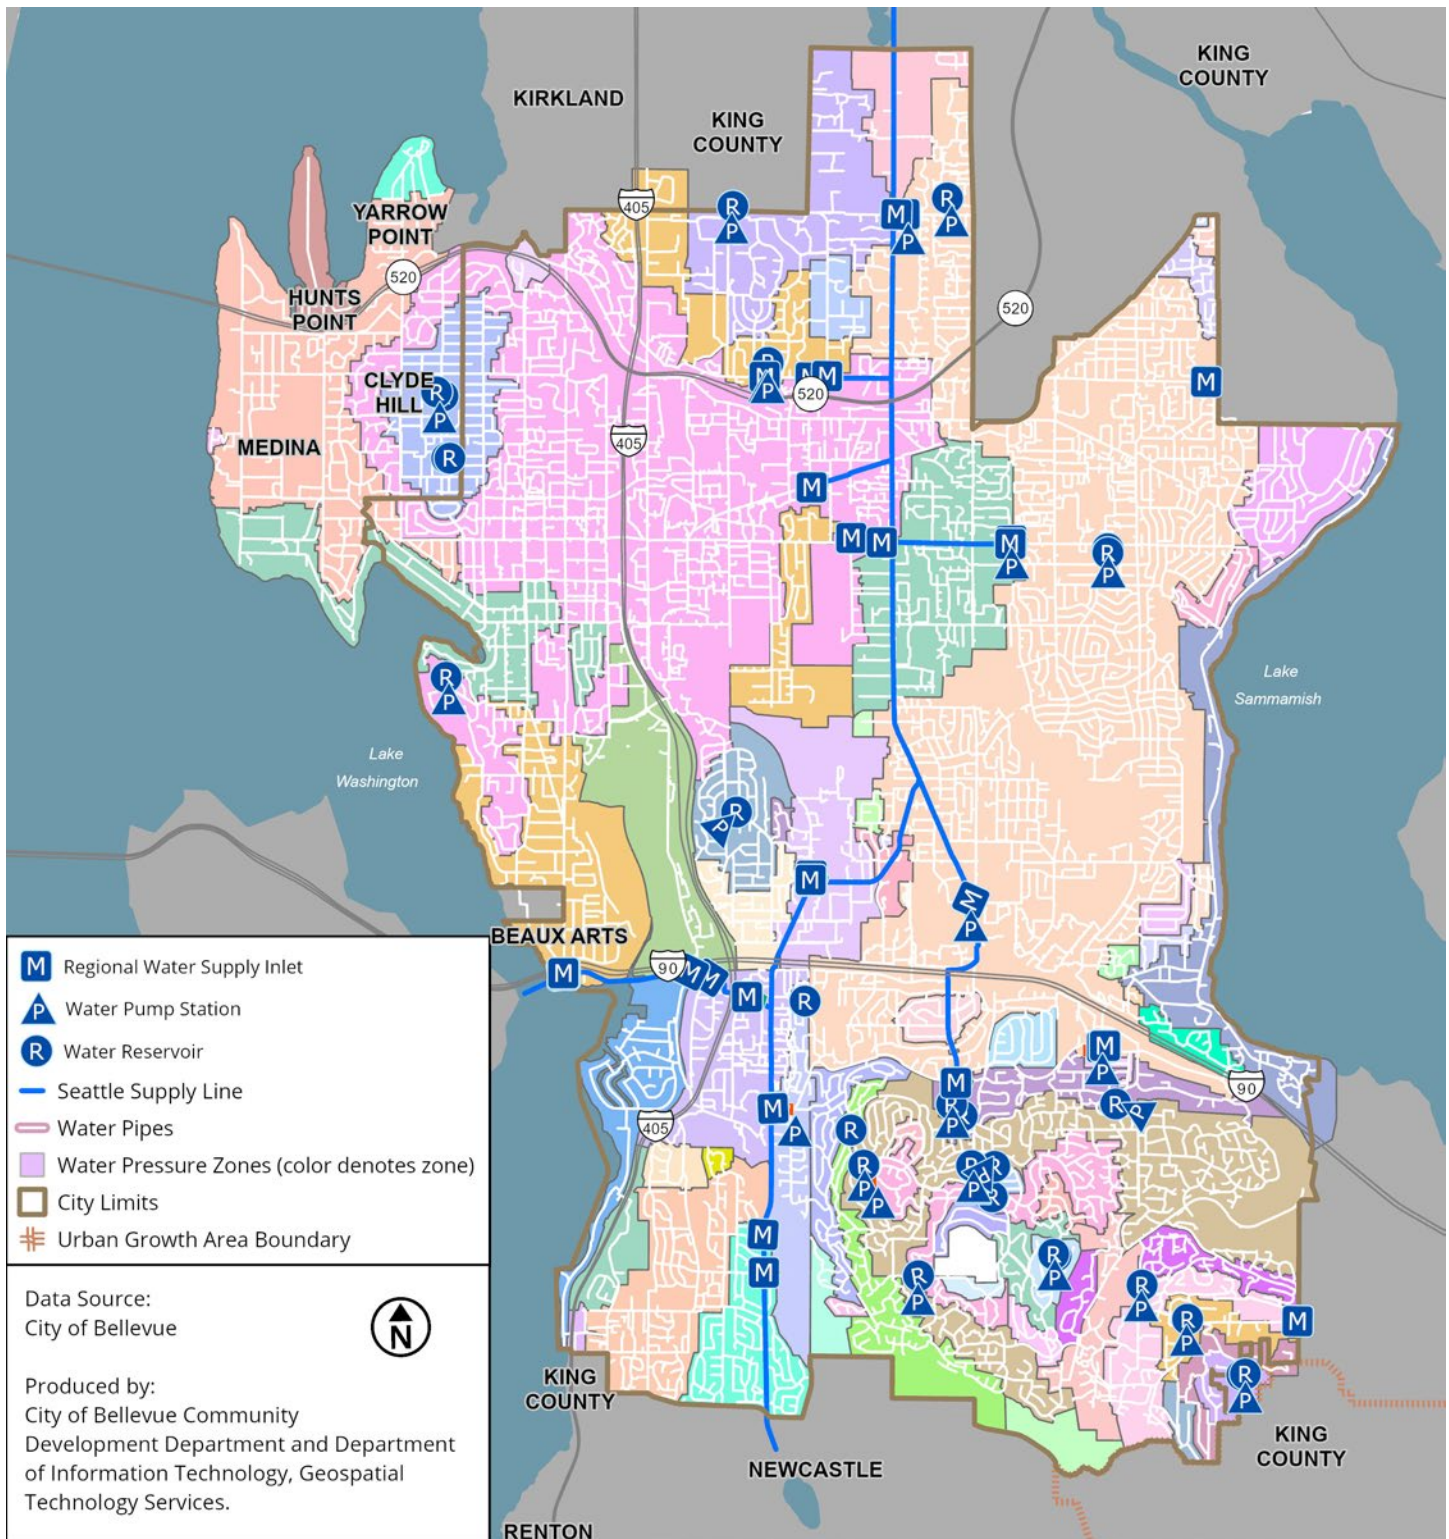 KING
COUNTY
KIRKLAND
KING
COUNTY
405
YARROW
POINT
520
HUNTS
POINT
520
CLYDE
HILL
MEDINA
520
405
R
P
M
P
R
P
R
M
P
M
M
R
P
R
M
M
M
M
M
P
R
P
R
P
Lake
Sammamish
Lake
Washington
R
P
M
M
P
BEAUX ARTS
M
90
M
M
M
R
M
P
90
M
R
P
M
R
P
405
M
P
R
R
P
P
R
R
P
P
R
R
P
R
P
R
P
R
P
M
M
M
R
P
M Regional Water Supply Inlet
P Water Pump Station
R Water Reservoir
Seattle Supply Line
Water Pipes
Water Pressure Zones (color denotes zone)
City Limits
Urban Growth Area Boundary
Data Source:
City of Bellevue
N
Produced by:
City of Bellevue Community
Development Department and Department
of Information Technology, Geospatial
Technology Services.
KING
COUNTY
KING
COUNTY
NEWCASTLE
RENTON